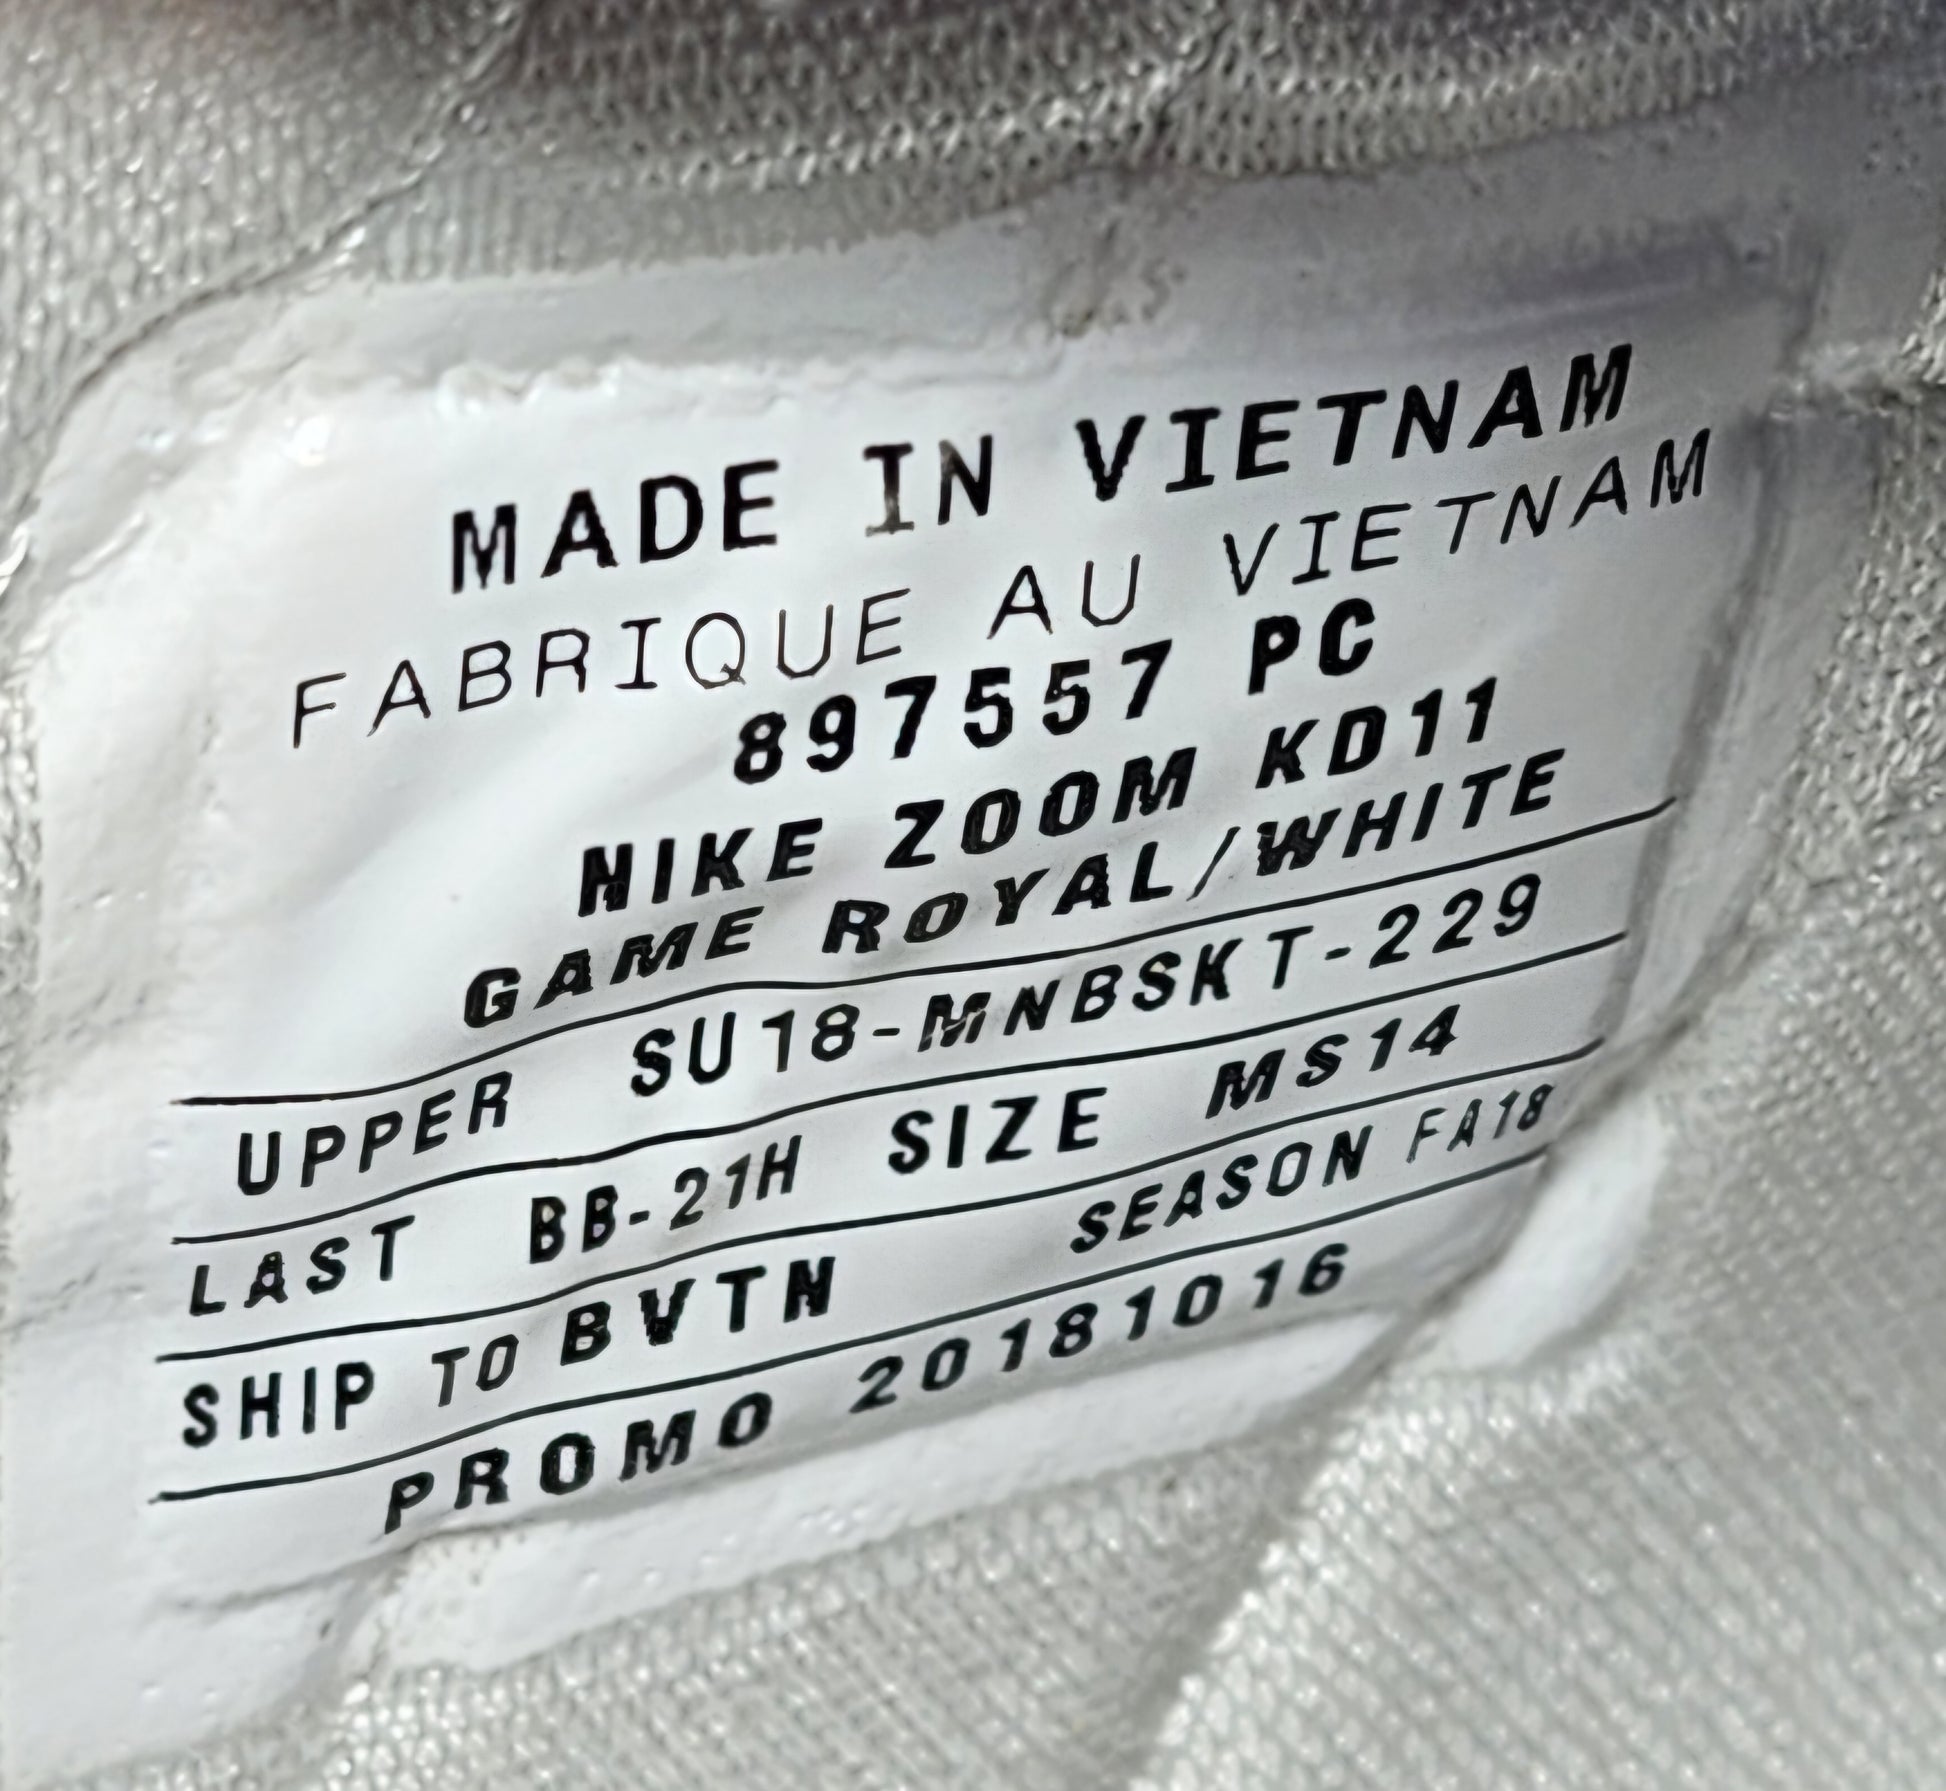 MADE IN VIETNAM
FABRIQUE AU VIETNAM
897557 PC
NIKE ZOOM KD11
GAME ROYAL/WHITE
UPPER SU18-MNBSKT-229
LAST BB-21H SIZE MS14
SHIP TO BVTN SEASON FA18
PROMO 20181016